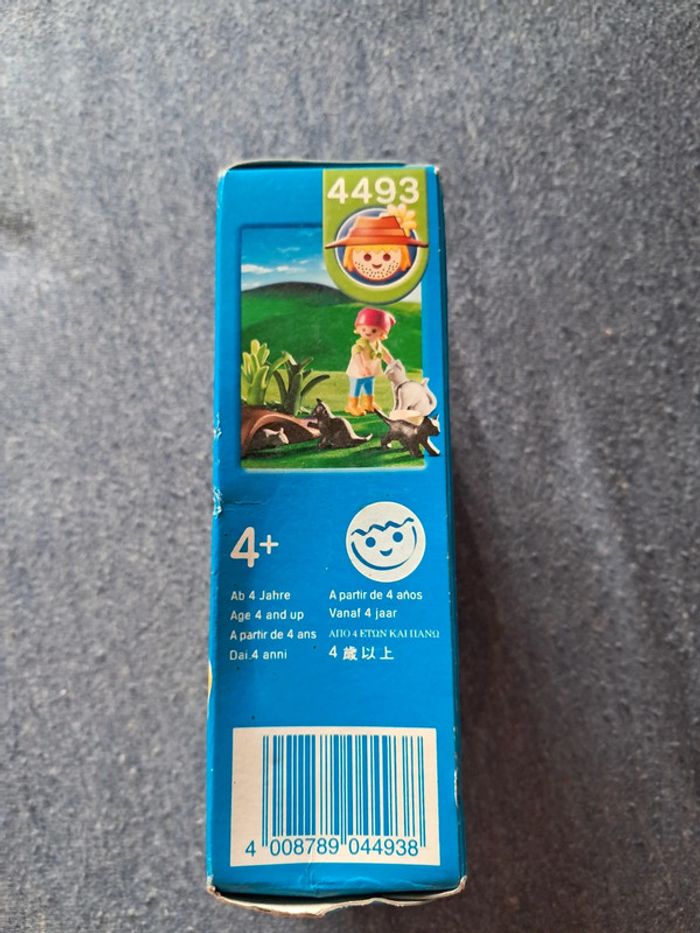 4493
4+
Ab 4 Jahre
Age 4 and up
A partir de 4 ans
Dai 4 anni
A partir de 4 años
Vanaf 4 jaar
ΑΠΟ 4 ΕΤΩΝ ΚΑΙ ΠΑΝΩ
4 歳以上
4 008789 044938